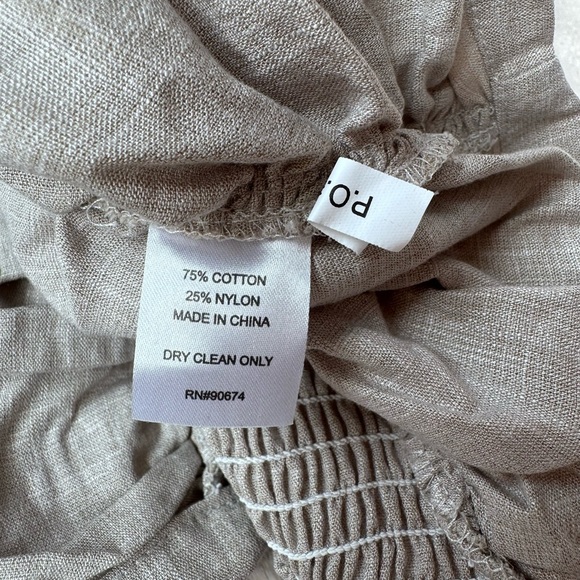 P.O.
75% COTTON
25% NYLON
MADE IN CHINA
DRY CLEAN ONLY
RN#90674